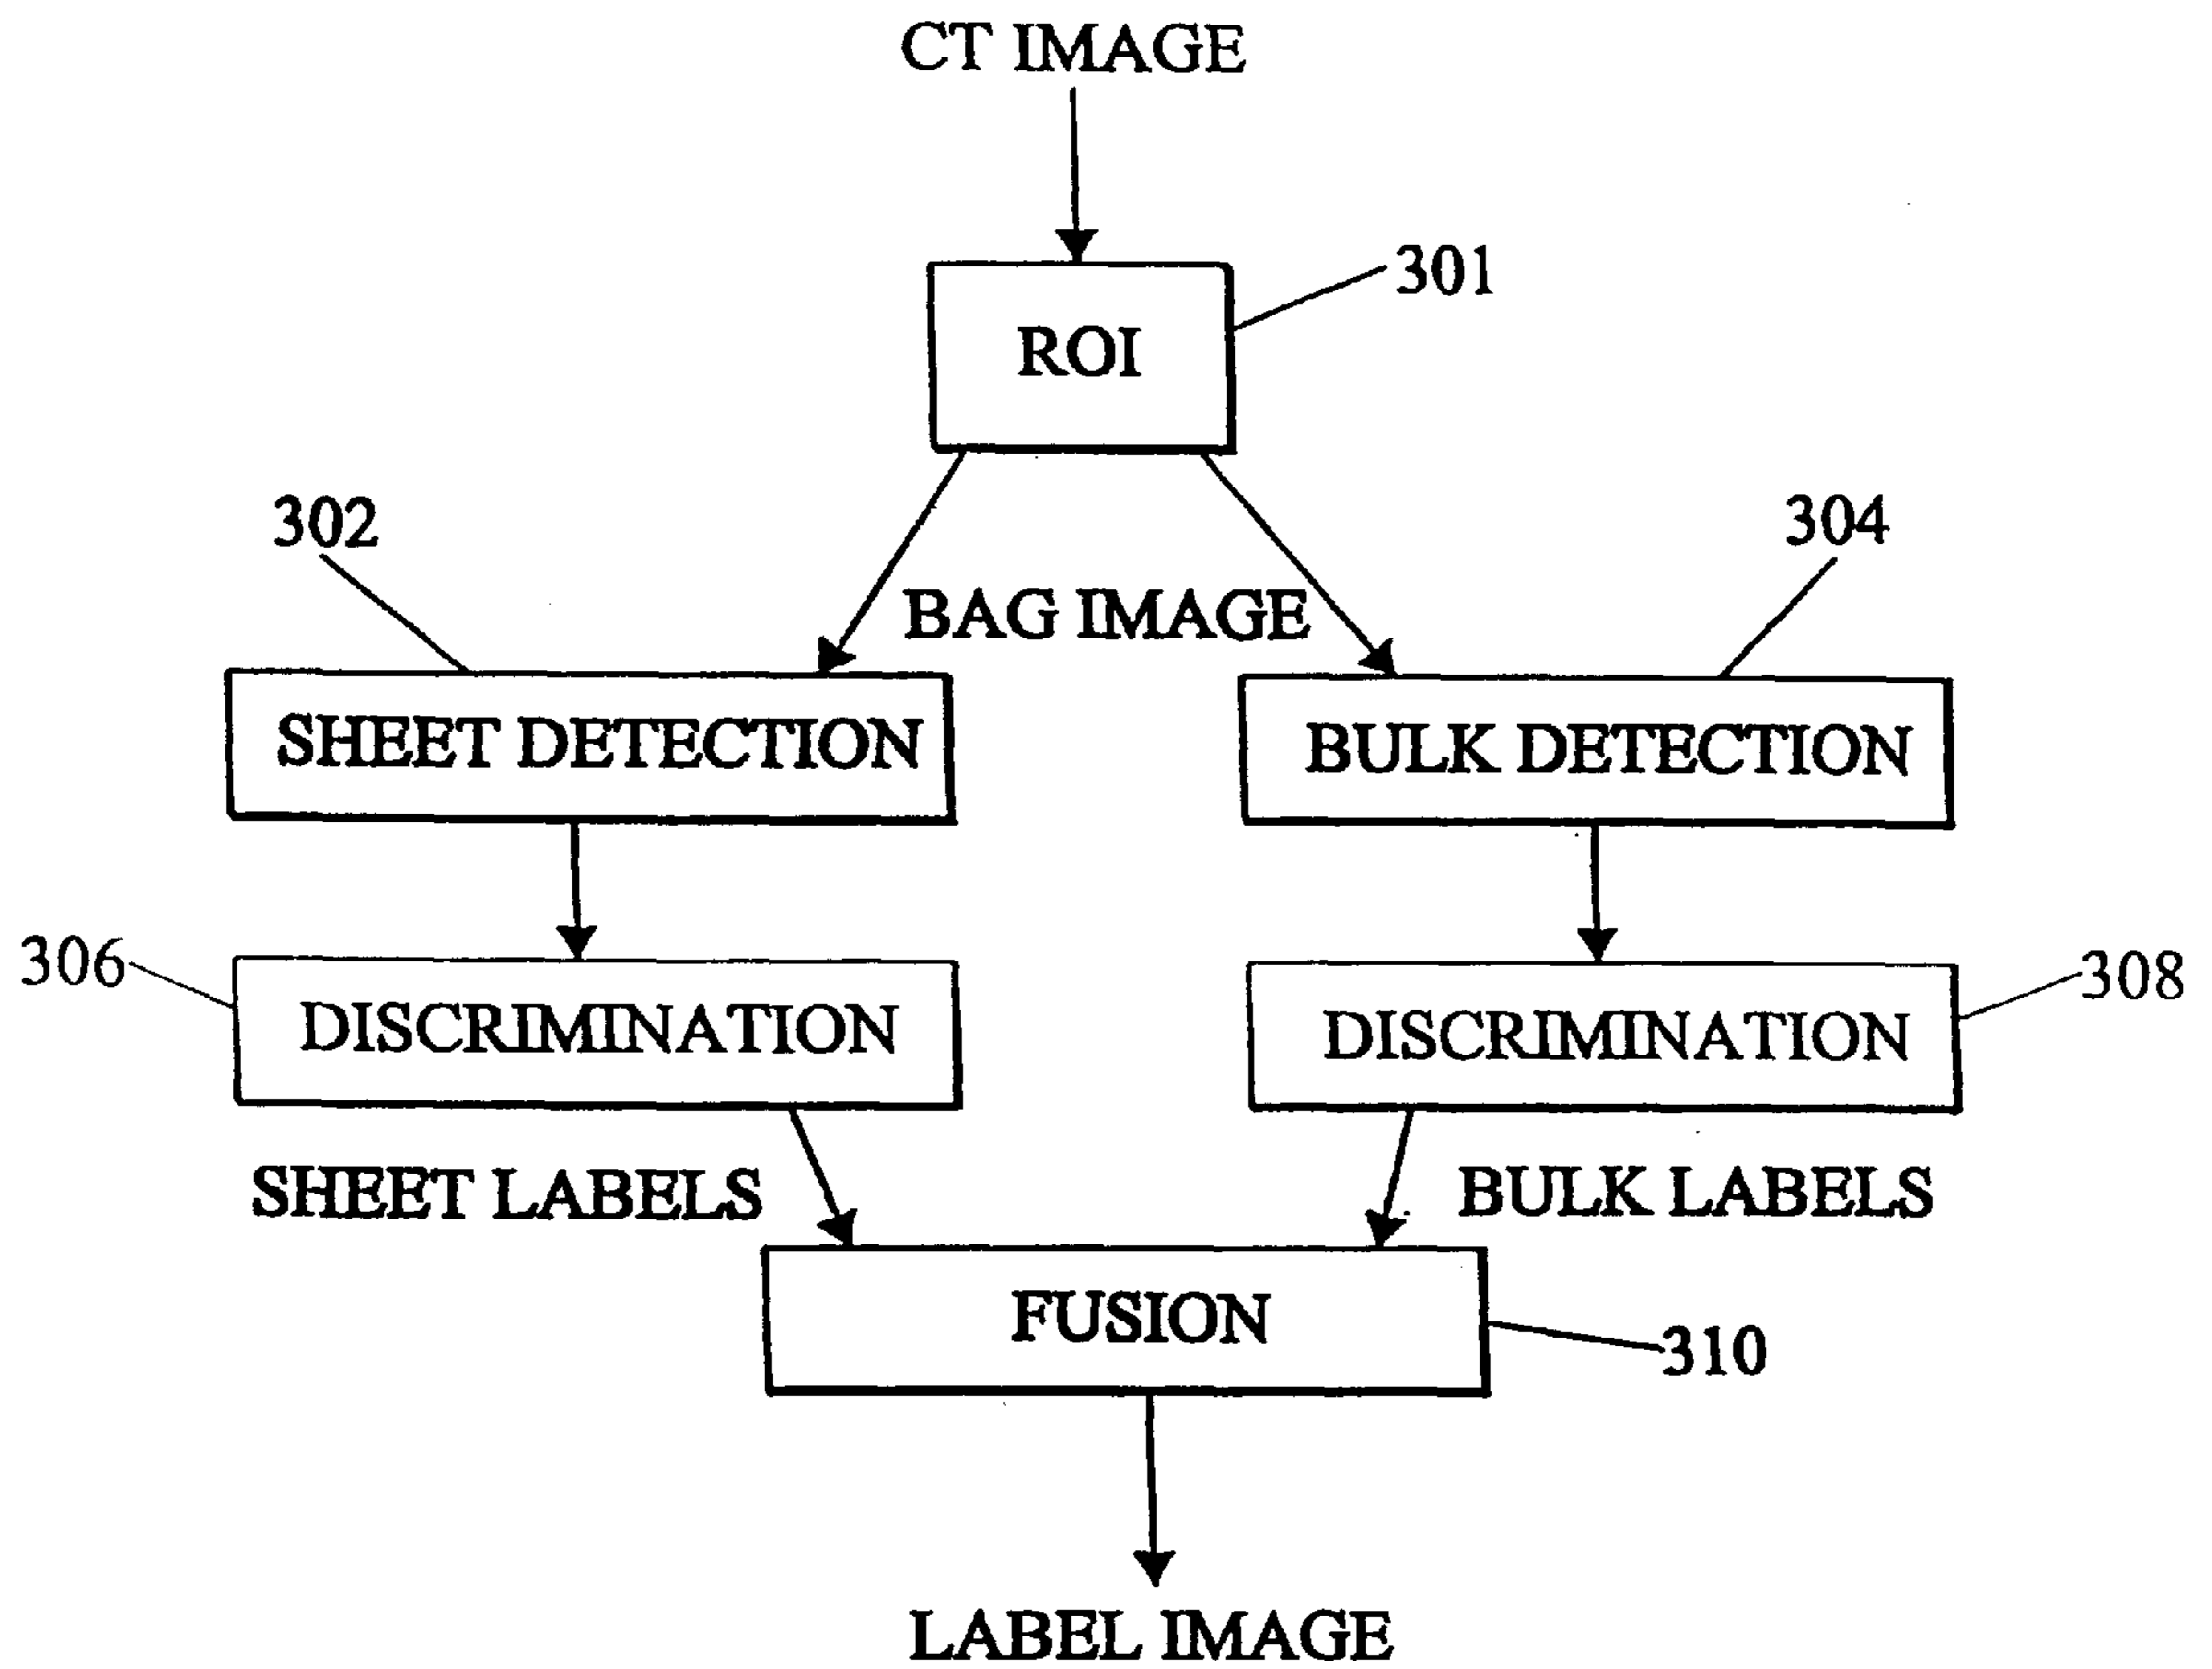 CT IMAGE
301
ROI
302
304
BAG IMAGE
SHEET DETECTION
BULK DETECTION
306
DISCRIMINATION
DISCRIMINATION
308
SHEET LABELS
BULK LABELS
FUSION
310
LABEL IMAGE